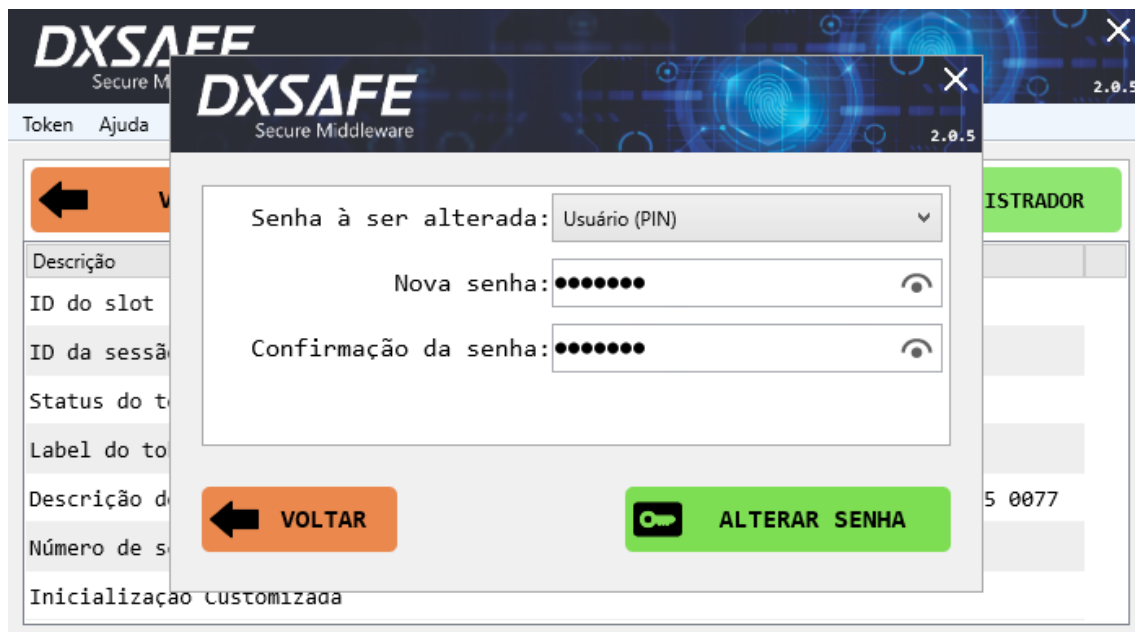 DXSAFE
Secure M
2.0.5
Token Ajuda
DXSAFE
Secure Middleware
2.0.5
ISTRADOR
Descrição
ID do slot
ID da sessã
Status do t
Label do to
Descrição d
5 0077
Número de s
Inicialização Customizada
Senha à ser alterada: Usuário (PIN)
Nova senha:
Confirmação da senha:
VOLTAR
ALTERAR SENHA